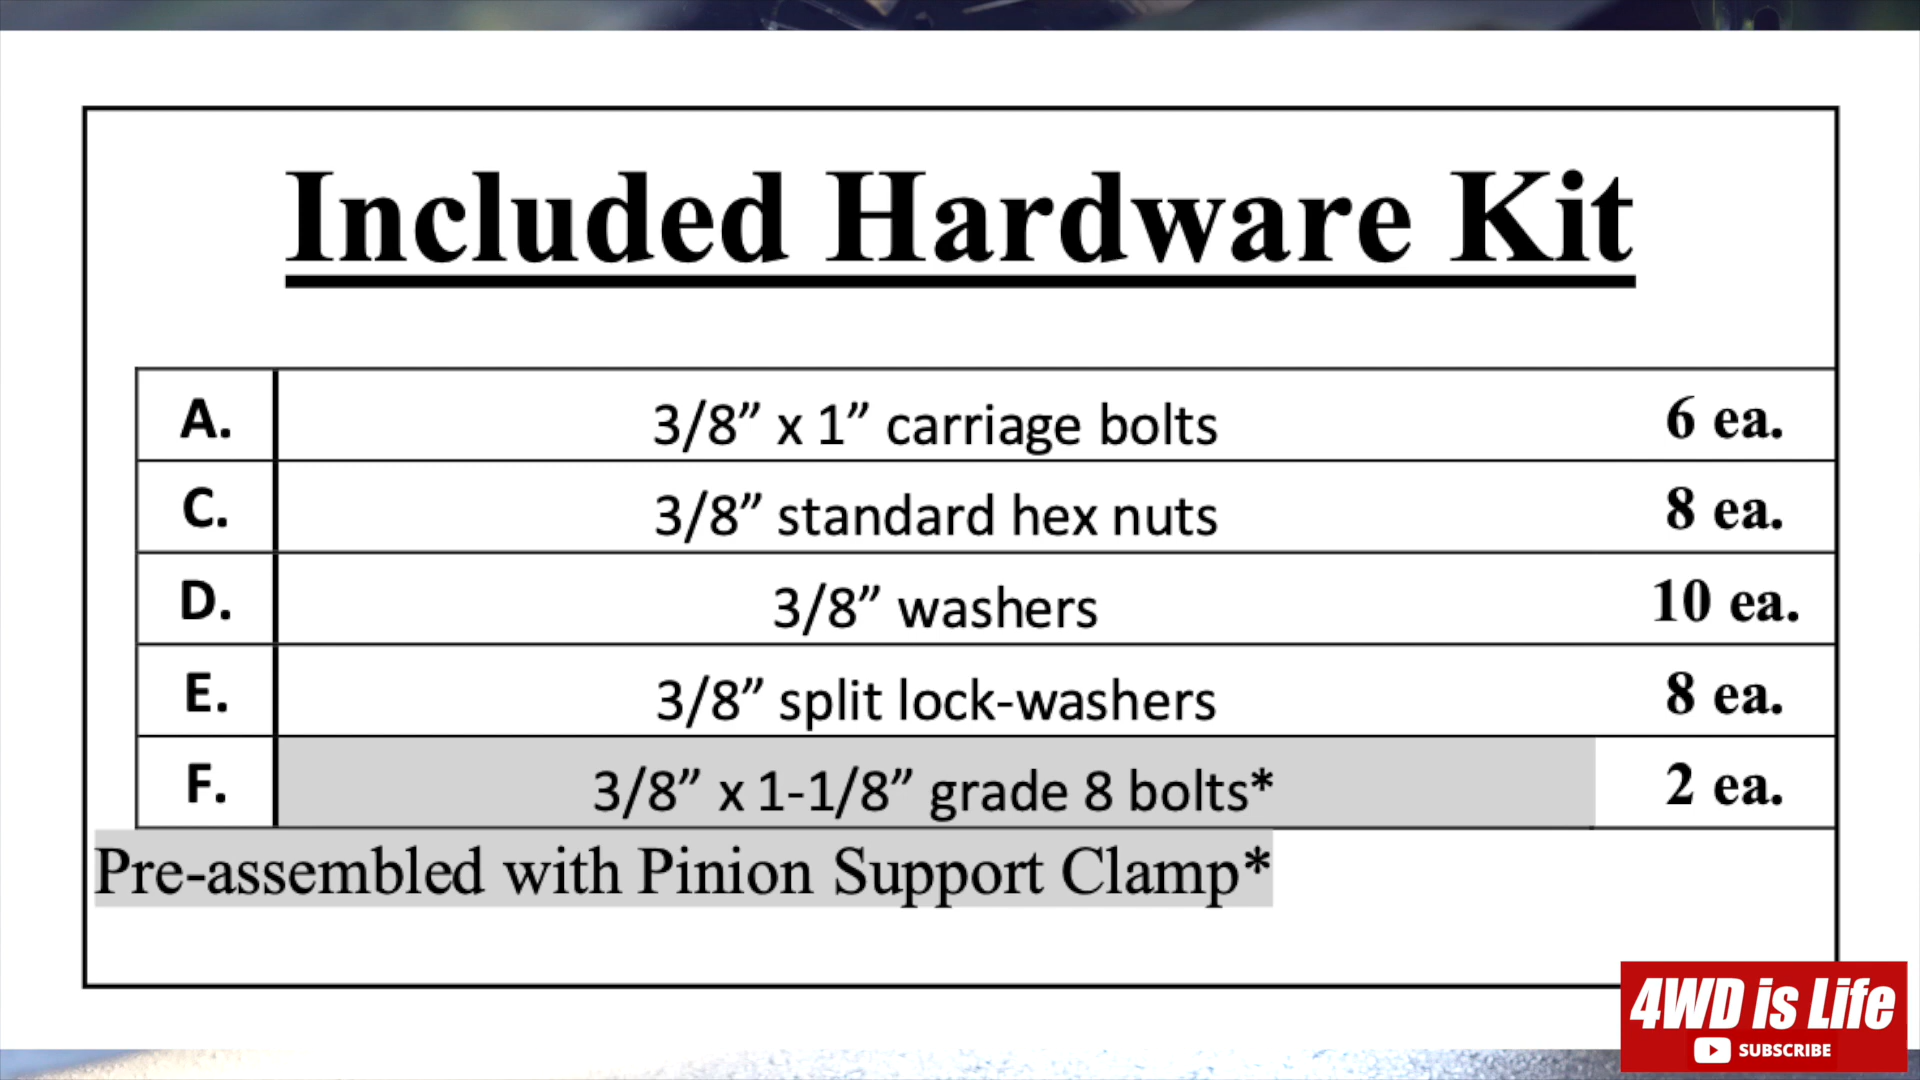 Included Hardware Kit
A. 3/8” x 1” carriage bolts 6 ea.
C. 3/8” standard hex nuts 8 ea.
D. 3/8” washers 10 ea.
E. 3/8” split lock-washers 8 ea.
F. 3/8” x 1-1/8” grade 8 bolts* 2 ea.
Pre-assembled with Pinion Support Clamp*
4WD is Life
SUBSCRIBE